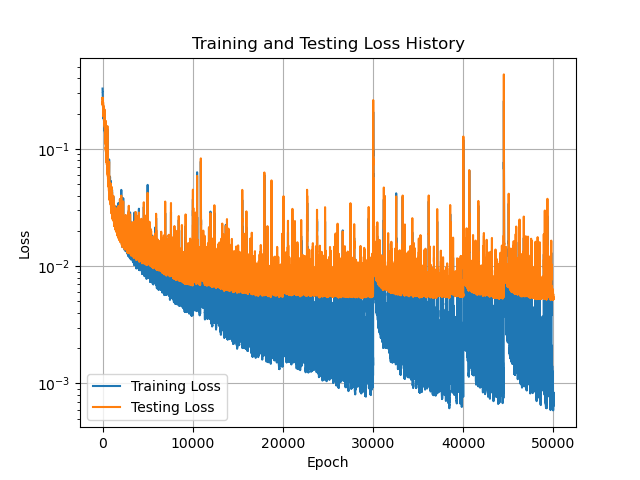 Training and Testing Loss History
Loss
10⁻¹
10⁻²
10⁻³
Training Loss
Testing Loss
0 10000 20000 30000 40000 50000
Epoch